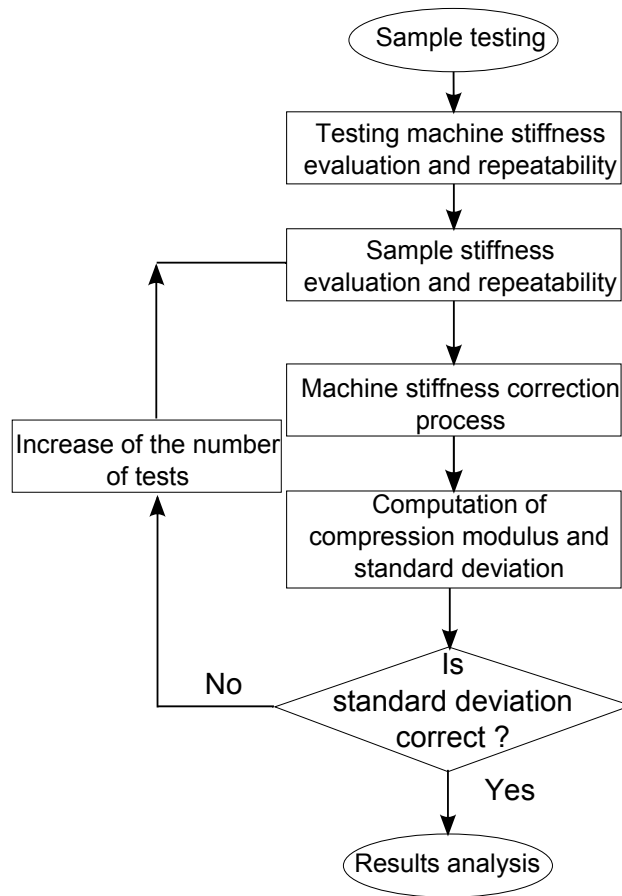 Sample testing
Testing machine stiffness
evaluation and repeatability
Sample stiffness
evaluation and repeatability
Machine stiffness correction
process
Increase of the number
of tests
Computation of
compression modulus and
standard deviation
Is
standard deviation
correct ?
No
Yes
Results analysis